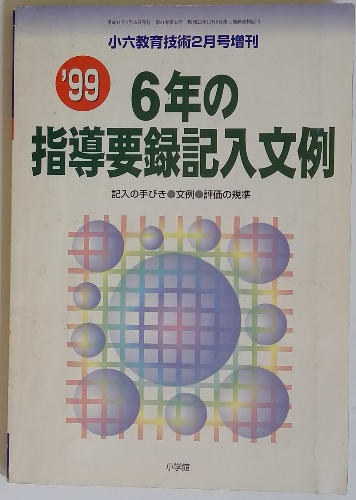 小六教育技術2月号増刊
'99
6年の
指導要録記入文例
記入の手びき●文例●評価の規準
小学館